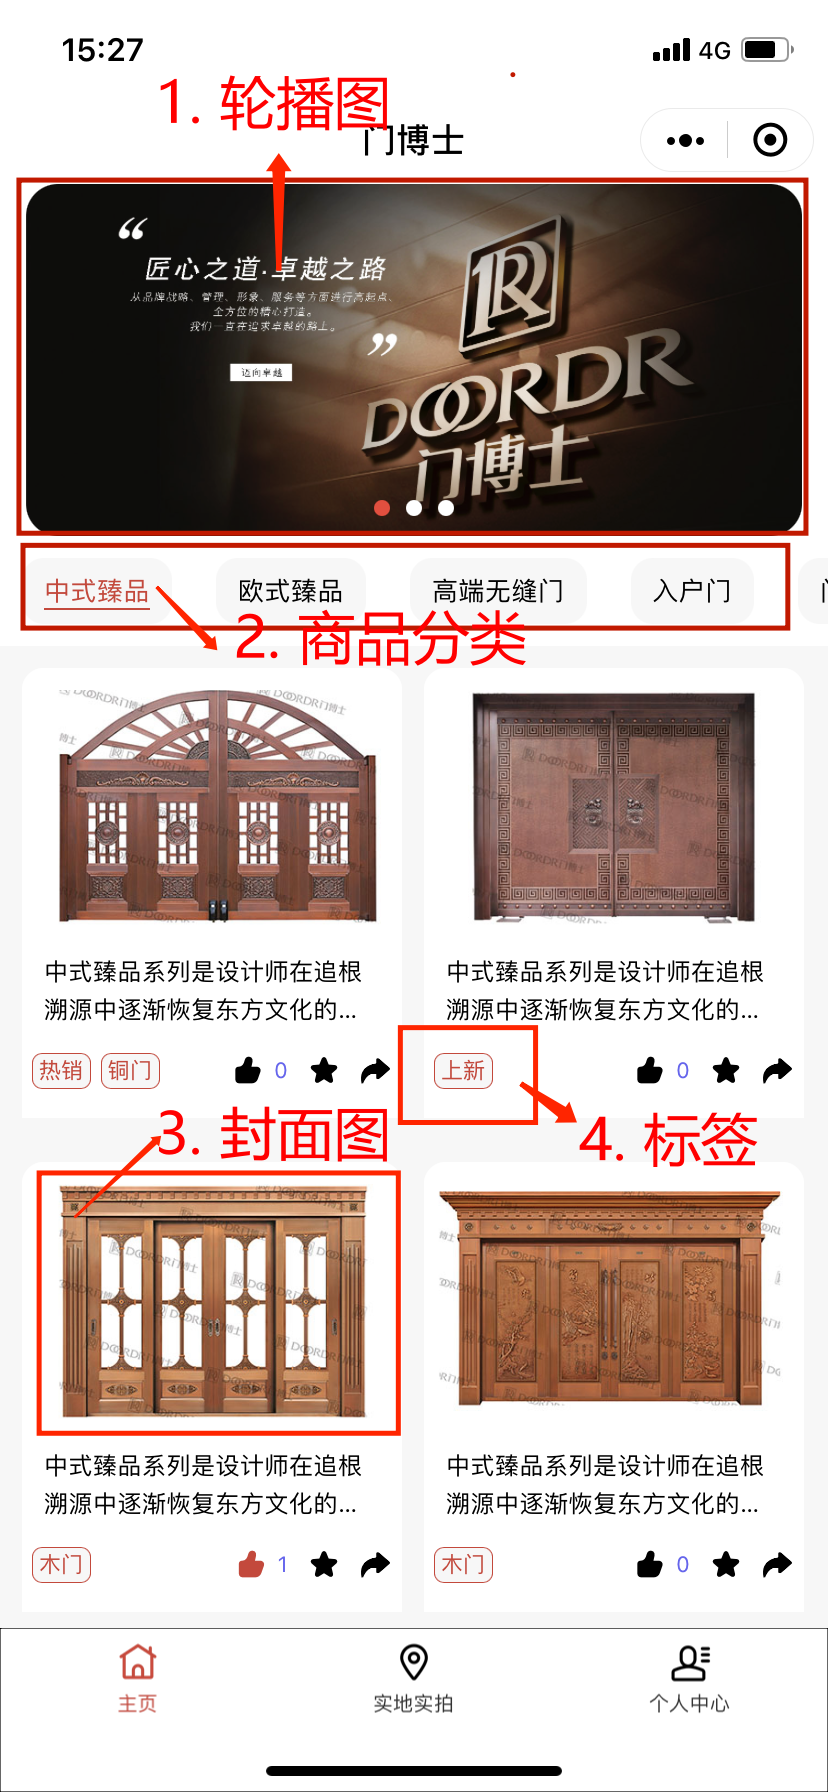 15:27
4G
1. 轮播图
门博士
匠心之道·卓越之路
从品牌战略、管理、形象、服务等方面进行高起点、
全方位的精心打造。
我们一直在追求卓越的路上。
迈向卓越
DOORDR
门博士
中式臻品
欧式臻品
高端无缝门
入户门
2. 商品分类
中式臻品系列是设计师在追根
溯源中逐渐恢复东方文化的...
中式臻品系列是设计师在追根
溯源中逐渐恢复东方文化的...
热销
铜门
0
上新
0
3. 封面图
4. 标签
中式臻品系列是设计师在追根
溯源中逐渐恢复东方文化的...
中式臻品系列是设计师在追根
溯源中逐渐恢复东方文化的...
木门
1
木门
0
主页
实地实拍
个人中心